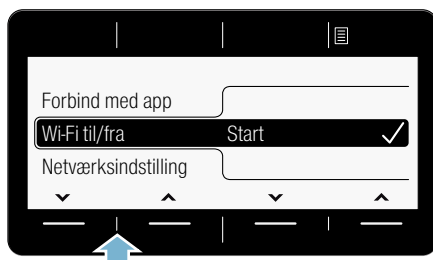 Forbind med app
Wi-Fi til/fra Start
Netværksindstilling